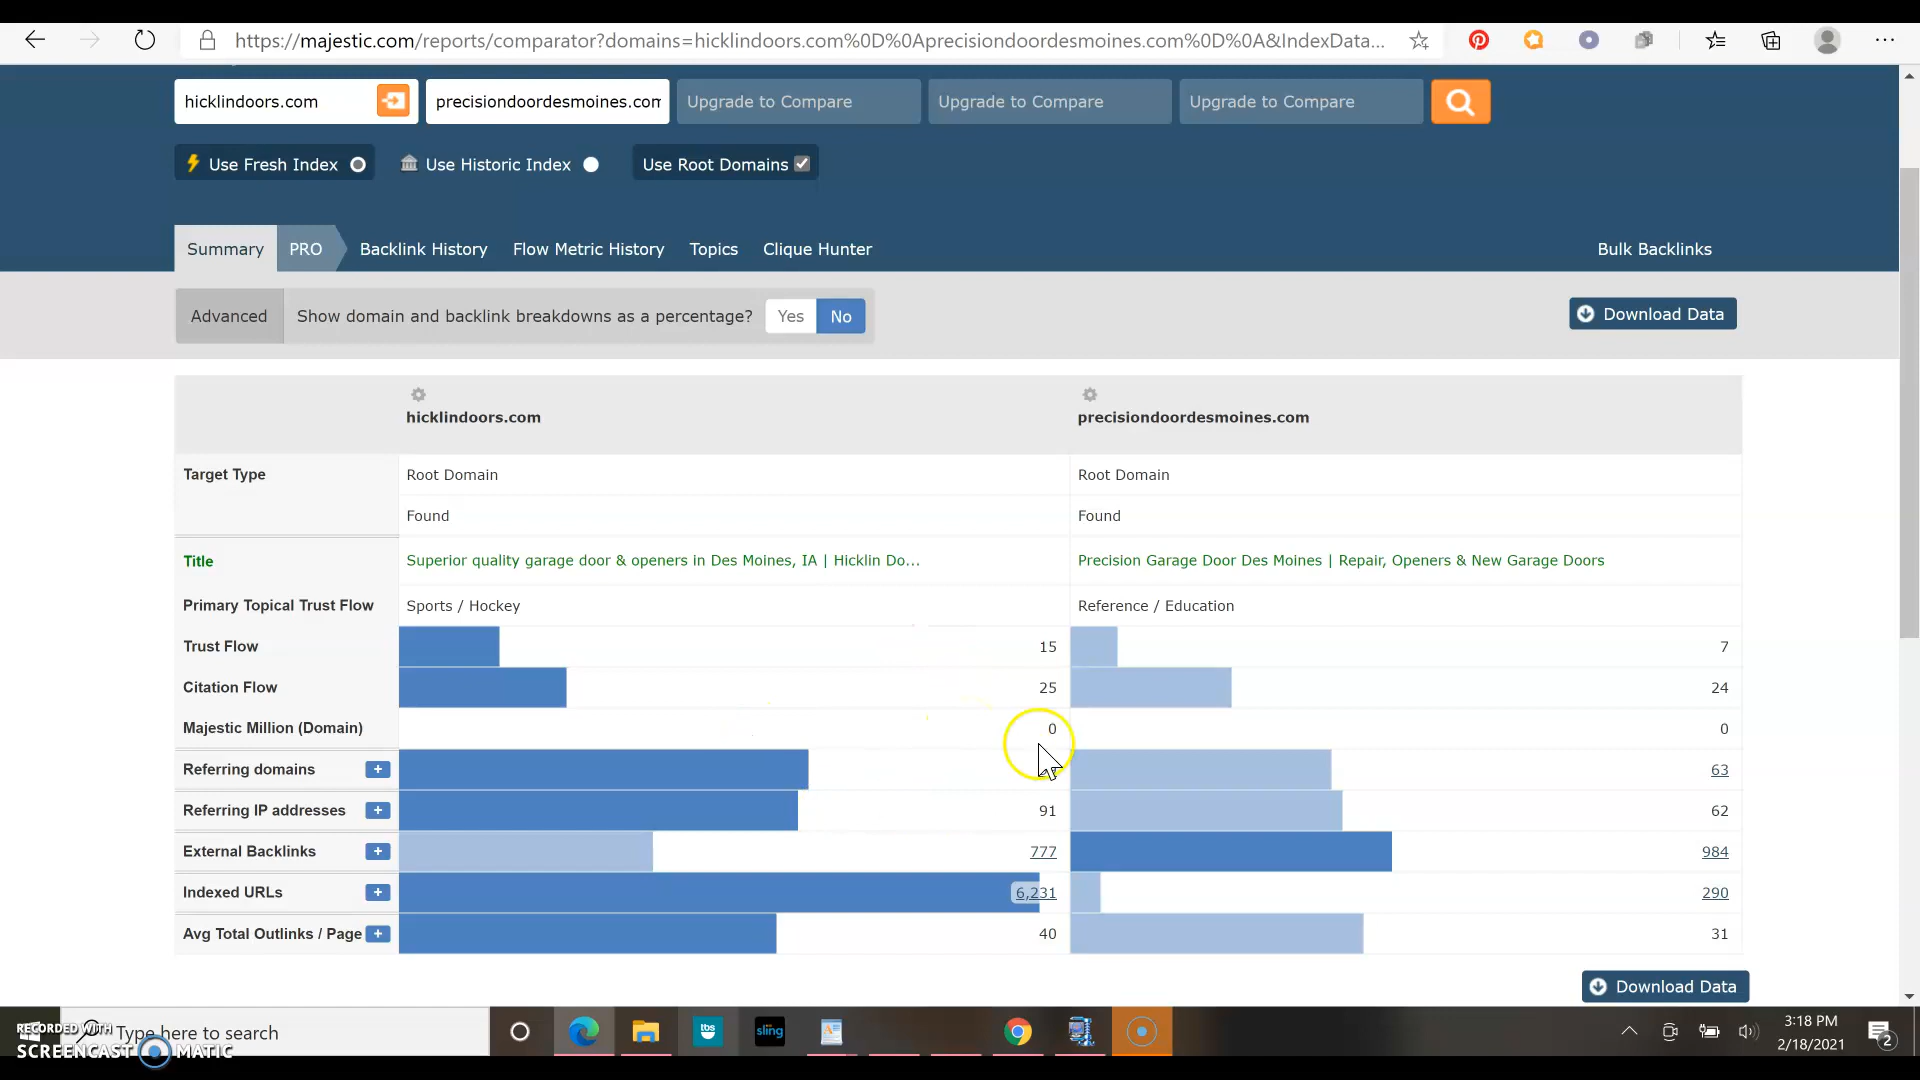 https://majestic.com/reports/comparator?domains=hicklindoors.com%0D%0Aprecisiondoordesmoines.com%0D%0A&IndexData...
hicklindoors.com precisiondoordesmoines.com Upgrade to Compare Upgrade to Compare Upgrade to Compare
Use Fresh Index Use Historic Index Use Root Domains
Summary PRO Backlink History Flow Metric History Topics Clique Hunter Bulk Backlinks
Advanced Show domain and backlink breakdowns as a percentage? Yes No Download Data
hicklindoors.com precisiondoordesmoines.com
Target Type Root Domain Root Domain
Found Found
Title Superior quality garage door & openers in Des Moines, IA | Hicklin Do... Precision Garage Door Des Moines | Repair, Openers & New Garage Doors
Primary Topical Trust Flow Sports / Hockey Reference / Education
Trust Flow 15 7
Citation Flow 25 24
Majestic Million (Domain) 0 0
Referring domains + 63
Referring IP addresses + 91 62
External Backlinks + 777 984
Indexed URLs + 6,231 290
Avg Total Outlinks / Page + 40 31
Download Data
RECORDED WITH
SCREENCAST MATIC
Type here to search
tbs
sling
3:18 PM
2/18/2021
2